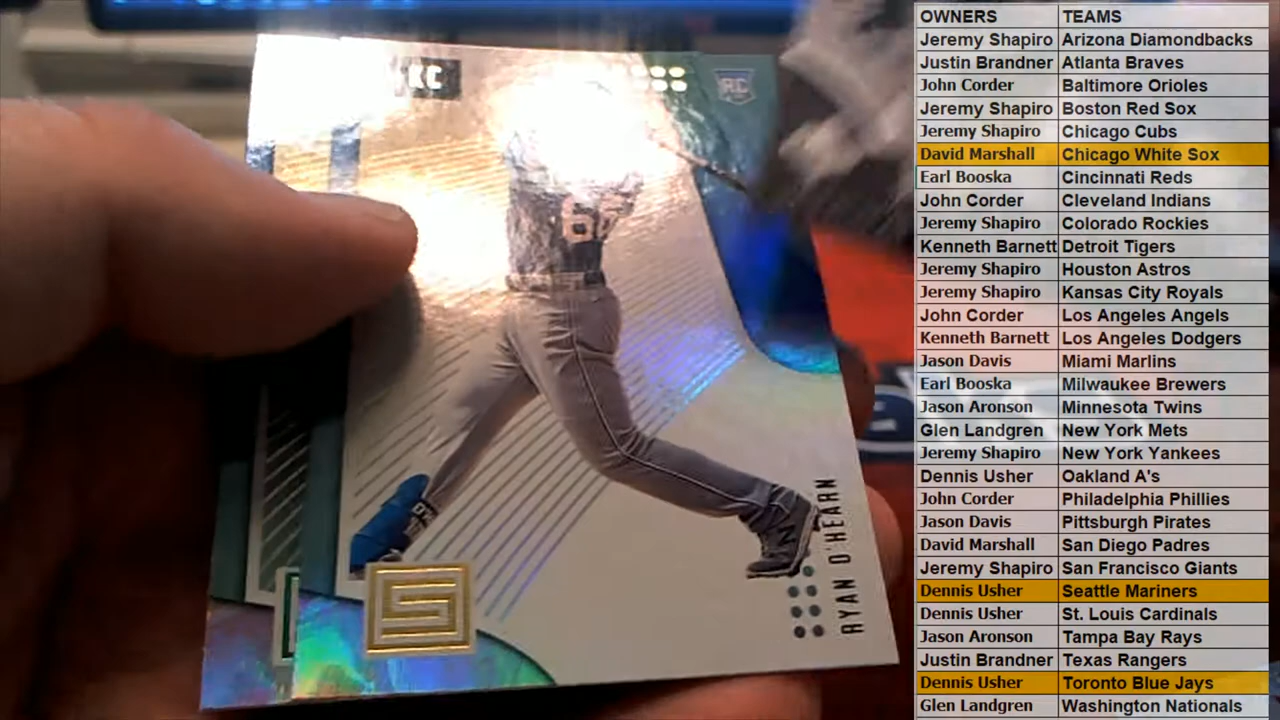 KC
RC
66
RYAN O'HEARN
OWNERS TEAMS
Jeremy Shapiro Arizona Diamondbacks
Justin Brandner Atlanta Braves
John Corder Baltimore Orioles
Jeremy Shapiro Boston Red Sox
Jeremy Shapiro Chicago Cubs
David Marshall Chicago White Sox
Earl Booska Cincinnati Reds
John Corder Cleveland Indians
Jeremy Shapiro Colorado Rockies
Kenneth Barnett Detroit Tigers
Jeremy Shapiro Houston Astros
Jeremy Shapiro Kansas City Royals
John Corder Los Angeles Angels
Kenneth Barnett Los Angeles Dodgers
Jason Davis Miami Marlins
Earl Booska Milwaukee Brewers
Jason Aronson Minnesota Twins
Glen Landgren New York Mets
Jeremy Shapiro New York Yankees
Dennis Usher Oakland A's
John Corder Philadelphia Phillies
Jason Davis Pittsburgh Pirates
David Marshall San Diego Padres
Jeremy Shapiro San Francisco Giants
Dennis Usher Seattle Mariners
Dennis Usher St. Louis Cardinals
Jason Aronson Tampa Bay Rays
Justin Brandner Texas Rangers
Dennis Usher Toronto Blue Jays
Glen Landgren Washington Nationals